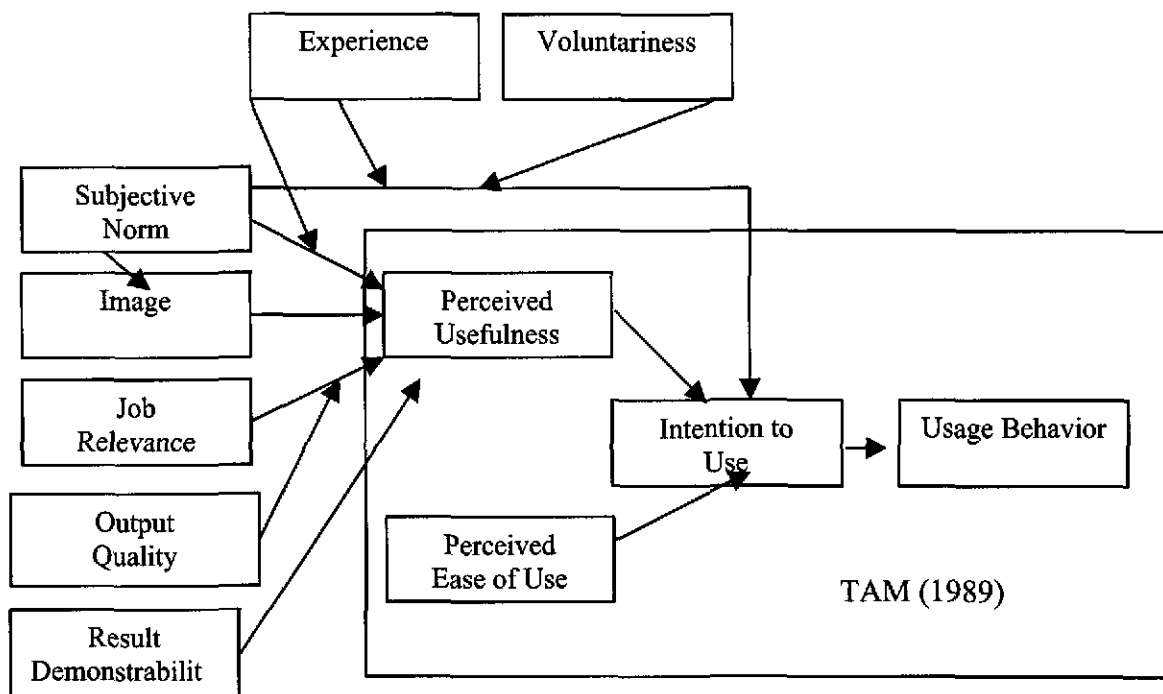 Experience
Voluntariness
Subjective
Norm
Image
Perceived
Usefulness
Job
Relevance
Intention to
Use
Usage Behavior
Output
Quality
Perceived
Ease of Use
TAM (1989)
Result
Demonstrabilit